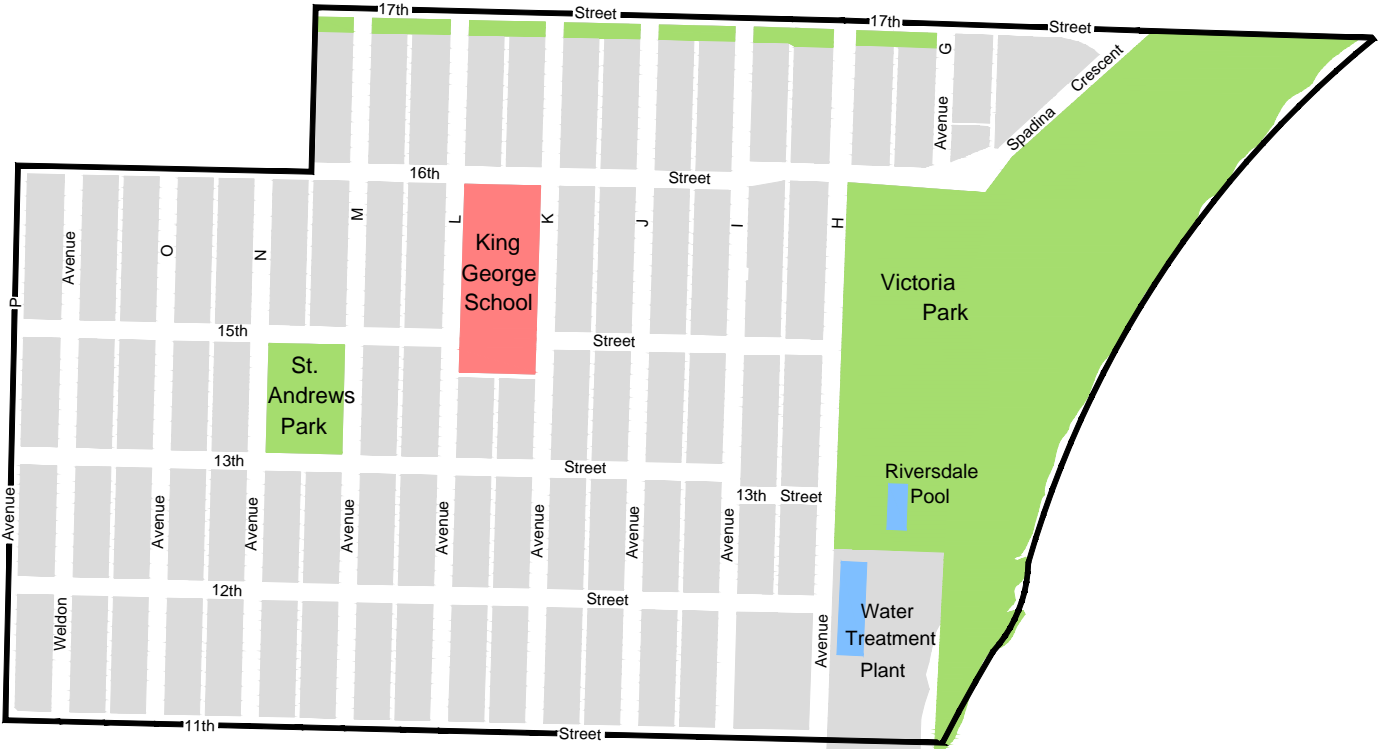 17th Street 17th Street
G
Avenue
Spadina Crescent
16th Street
Avenue
P
O
N
M
L
K
J
I
H
King
George
School
Victoria
Park
15th Street
St.
Andrews
Park
13th Street
Riversdale
Pool
13th Street
Avenue
Avenue
Avenue
Avenue
Avenue
Avenue
Avenue
Avenue
12th Street
Weldon
Avenue
Water
Treatment
Plant
11th Street